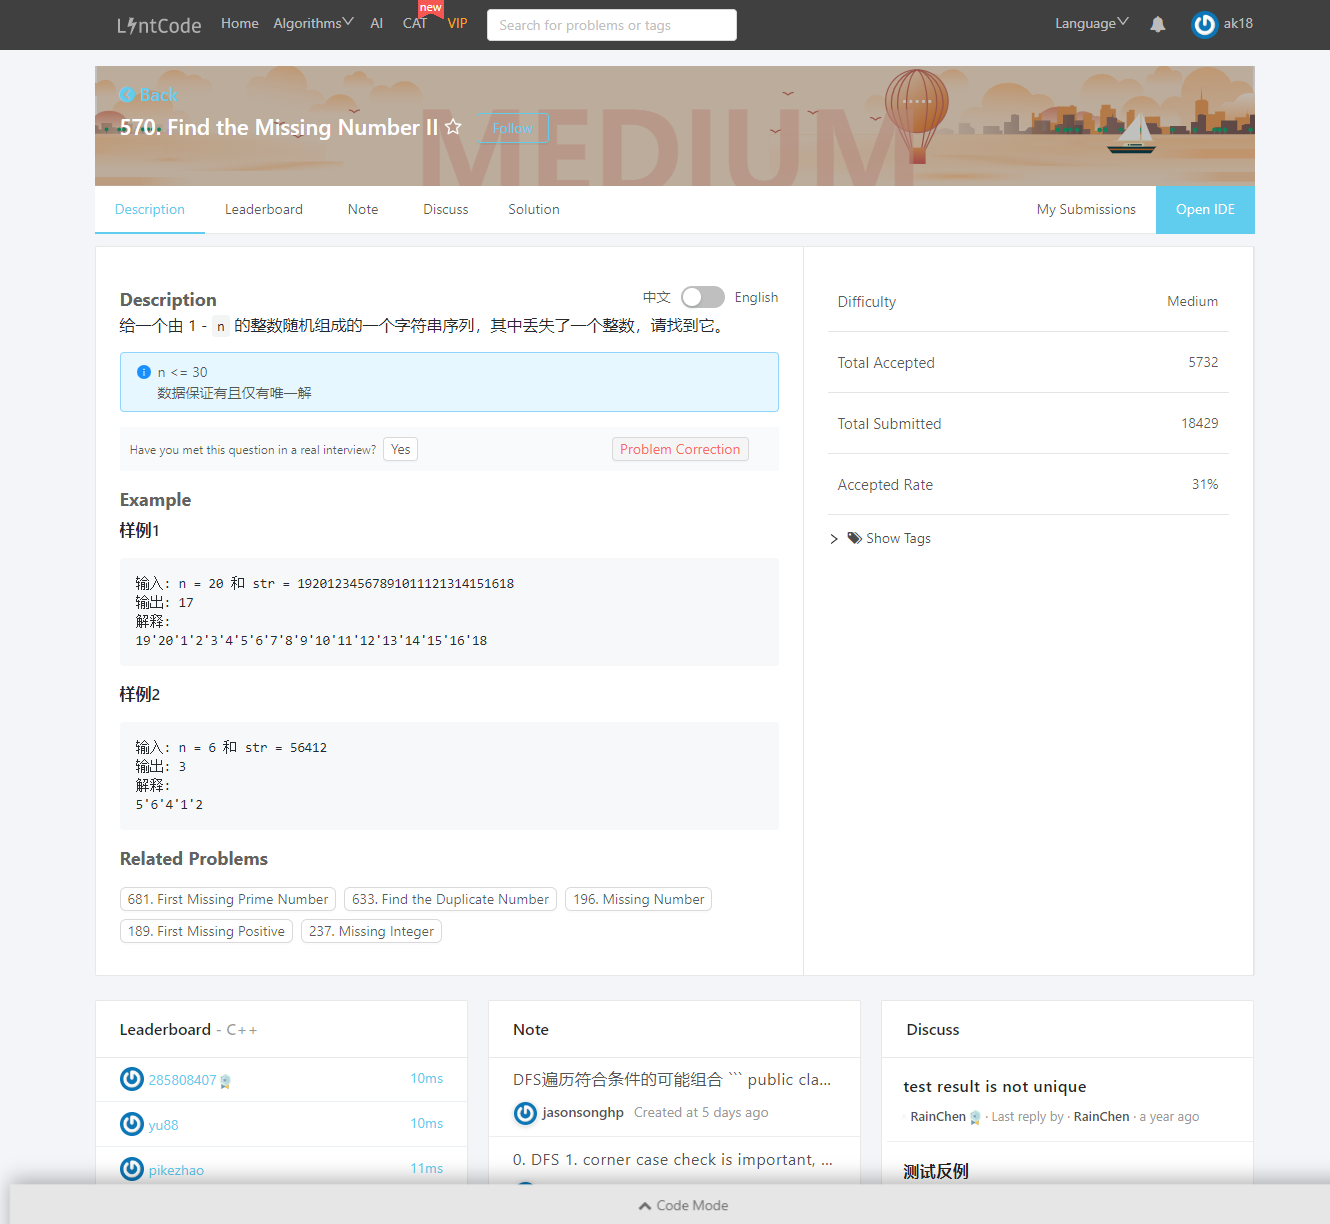 LintCode Home Algorithms AI CAT new VIP Search for problems or tags Language ak18
Back
570. Find the Missing Number II Follow
MEDIUM
Description Leaderboard Note Discuss Solution My Submissions Open IDE
Description 中文 English
给一个由 1 - n 的整数随机组成的一个字符串序列，其中丢失了一个整数，请找到它。
n <= 30
数据保证有且仅有唯一解
Have you met this question in a real interview? Yes Problem Correction
Example
样例1
输入: n = 20 和 str = 19201234567891011121314151618
输出: 17
解释:
19'20'1'2'3'4'5'6'7'8'9'10'11'12'13'14'15'16'18
样例2
输入: n = 6 和 str = 56412
输出: 3
解释:
5'6'4'1'2
Related Problems
681. First Missing Prime Number 633. Find the Duplicate Number 196. Missing Number
189. First Missing Positive 237. Missing Integer
Difficulty Medium
Total Accepted 5732
Total Submitted 18429
Accepted Rate 31%
Show Tags
Leaderboard - C++
285808407 10ms
yu88 10ms
pikezhao 11ms
Note
DFS遍历符合条件的可能组合 ``` public cla...
jasonsonghp Created at 5 days ago
0. DFS 1. corner case check is important, ...
Discuss
test result is not unique
RainChen · Last reply by · RainChen · a year ago
测试反例
Code Mode